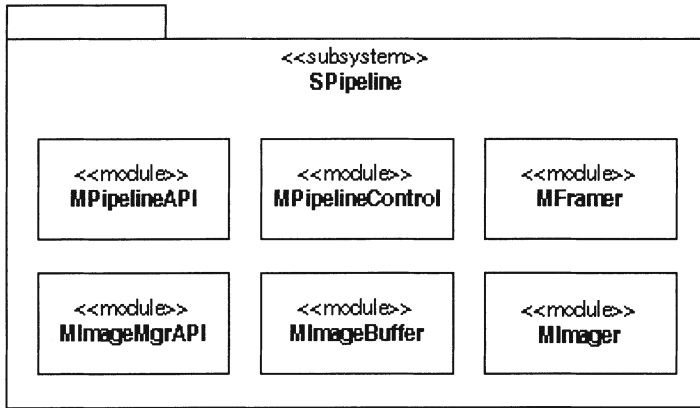 <<subsystem>>
SPipeline
<<module>>
MPipelineAPI
<<module>>
MPipelineControl
<<module>>
MFramer
<<module>>
MImageMgrAPI
<<module>>
MImageBuffer
<<module>>
MImager